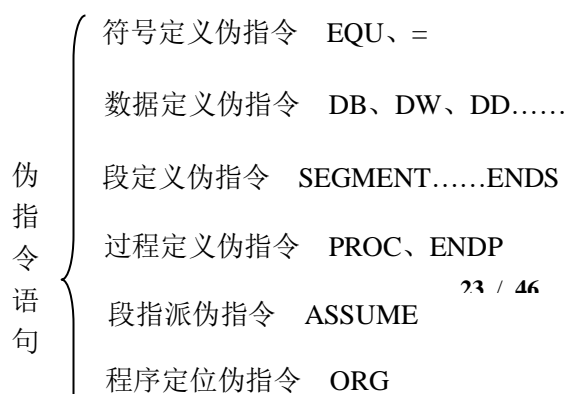 符号定义伪指令 EQU、=
数据定义伪指令 DB、DW、DD……
段定义伪指令 SEGMENT……ENDS
过程定义伪指令 PROC、ENDP
伪指令语句
23 / 46
段指派伪指令 ASSUME
程序定位伪指令 ORG